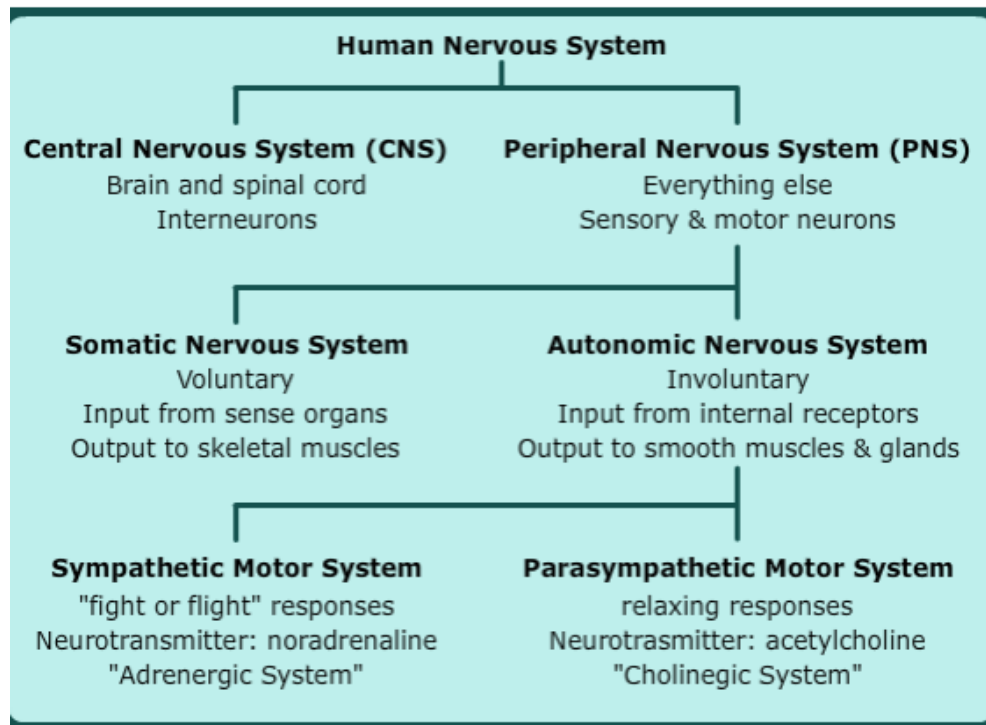 Human Nervous System
Central Nervous System (CNS)
Brain and spinal cord
Interneurons
Peripheral Nervous System (PNS)
Everything else
Sensory & motor neurons
Somatic Nervous System
Voluntary
Input from sense organs
Output to skeletal muscles
Autonomic Nervous System
Involuntary
Input from internal receptors
Output to smooth muscles & glands
Sympathetic Motor System
"fight or flight" responses
Neurotransmitter: noradrenaline
"Adrenergic System"
Parasympathetic Motor System
relaxing responses
Neurotrasmitter: acetylcholine
"Cholinegic System"